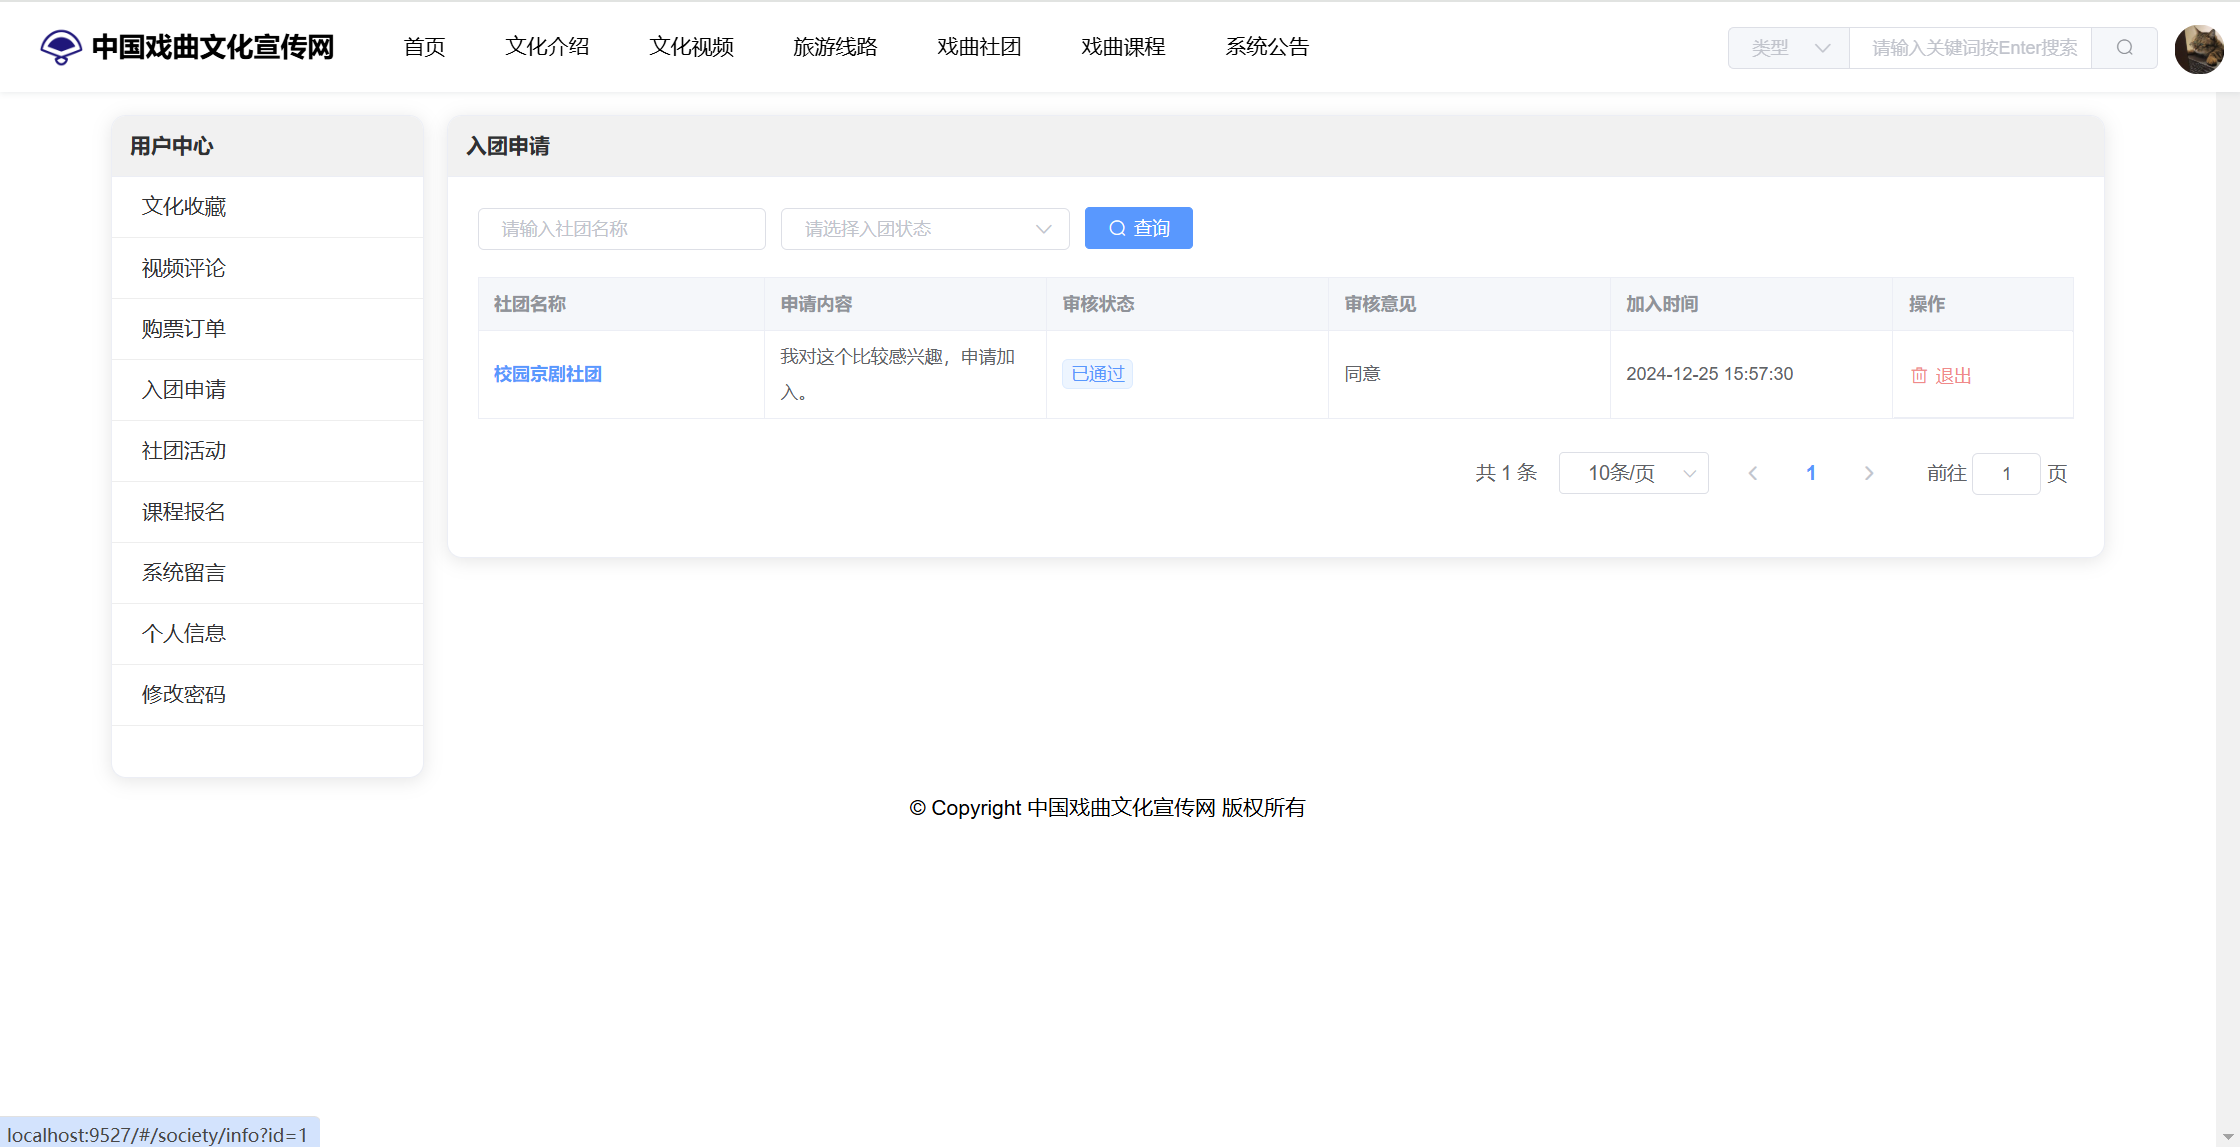 中国戏曲文化宣传网 首页 文化介绍 文化视频 旅游线路 戏曲社团 戏曲课程 系统公告 类型 请输入关键词按Enter搜索
用户中心
文化收藏
视频评论
购票订单
入团申请
社团活动
课程报名
系统留言
个人信息
修改密码
入团申请
请输入社团名称 请选择入团状态 查询
社团名称 申请内容 审核状态 审核意见 加入时间 操作
校园京剧社团 我对这个比较感兴趣，申请加
入。 已通过 同意 2024-12-25 15:57:30 退出
共 1 条 10条/页 1 前往 1 页
© Copyright 中国戏曲文化宣传网 版权所有
localhost:9527/#/society/info?id=1